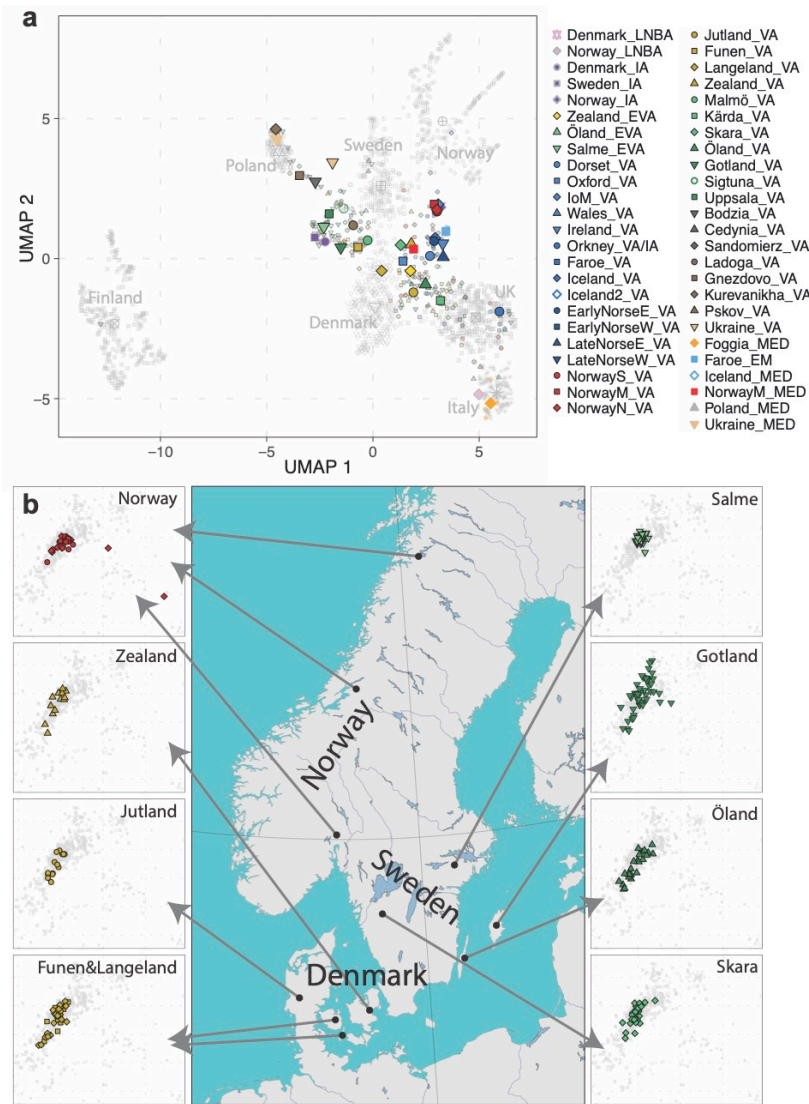 a
UMAP 2
5
0
−5
−10
−5
0
5
UMAP 1
Poland
Sweden
Norway
Finland
Denmark
UK
Italy
Denmark_LNBA
Norway_LNBA
Denmark_IA
Sweden_IA
Norway_IA
Zealand_EVA
Öland_EVA
Salme_EVA
Dorset_VA
Oxford_VA
IoM_VA
Wales_VA
Ireland_VA
Orkney_VA/IA
Faroe_VA
Iceland_VA
Iceland2_VA
EarlyNorseE_VA
EarlyNorseW_VA
LateNorseE_VA
LateNorseW_VA
NorwayS_VA
NorwayM_VA
NorwayN_VA
Jutland_VA
Funen_VA
Langeland_VA
Zealand_VA
Malmö_VA
Kärda_VA
Skara_VA
Öland_VA
Gotland_VA
Sigtuna_VA
Uppsala_VA
Bodzia_VA
Cedynia_VA
Sandomierz_VA
Ladoga_VA
Gnezdovo_VA
Kurevanikha_VA
Pskov_VA
Ukraine_VA
Foggia_MED
Faroe_EM
Iceland_MED
NorwayM_MED
Poland_MED
Ukraine_MED
b
Norway
Zealand
Jutland
Funen&Langeland
Norway
Sweden
Denmark
Salme
Gotland
Öland
Skara